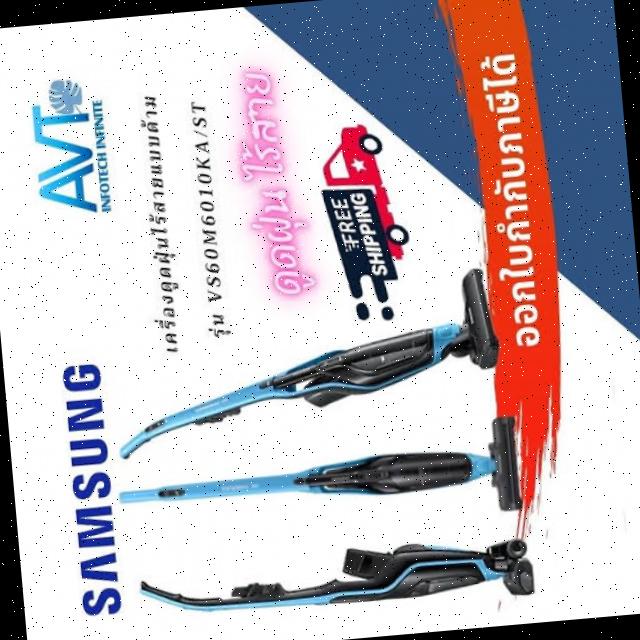 SAMSUNG
AVT
INFOTECH INFINITE
เครื่องดูดฝุ่นไร้สายแบบด้าม
รุ่น VS60M6010KA/ST
ดูดฝุ่น ไร้สาย
FREE
SHIPPING
ออกใบกำกับภาษีได้